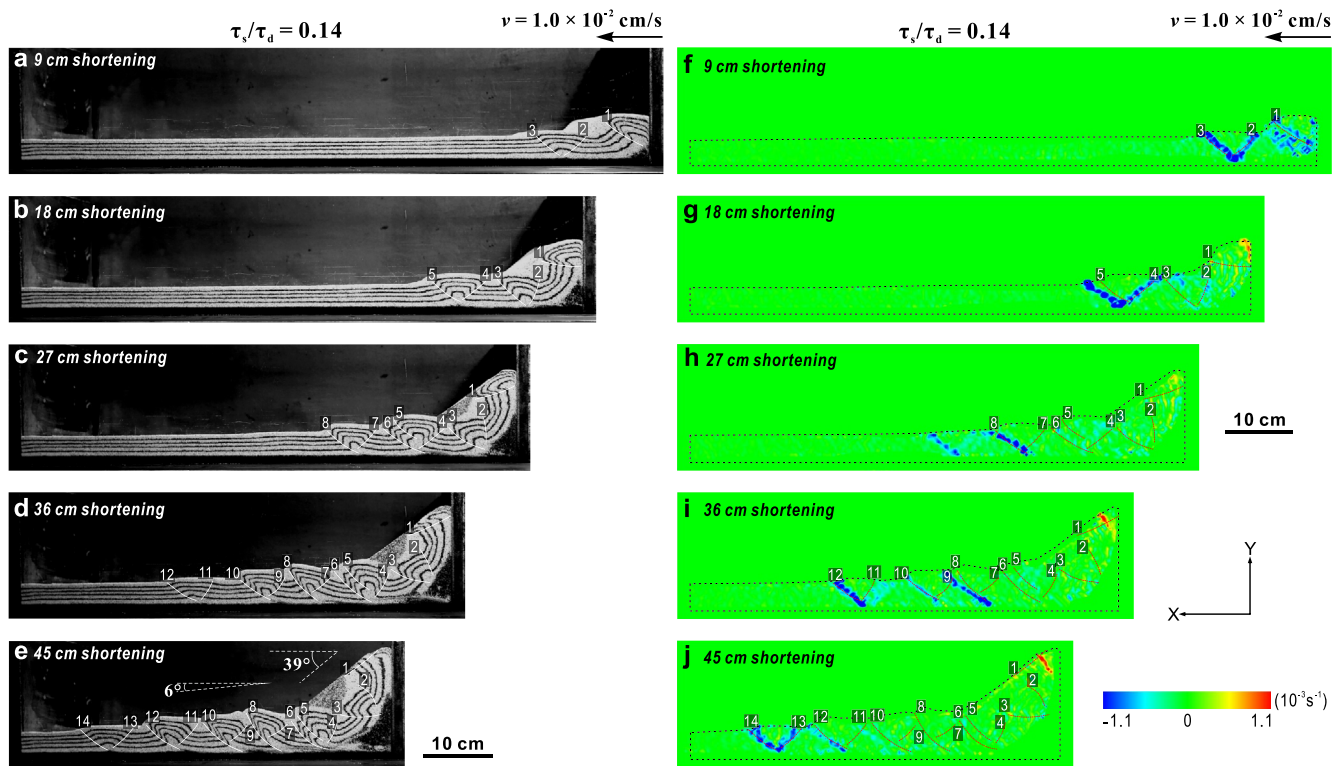 τs/τd = 0.14
v = 1.0 × 10-2 cm/s
a 9 cm shortening
3 2 1
b 18 cm shortening
5 4 3 1 2
c 27 cm shortening
8 7 6 5 4 3 1 2
d 36 cm shortening
12 11 10 9 8 7 6 5 4 3 1 2
e 45 cm shortening
39°
6°
14 13 12 11 10 9 8 7 6 5 4 3 1 2
10 cm
τs/τd = 0.14
v = 1.0 × 10-2 cm/s
f 9 cm shortening
3 2 1
g 18 cm shortening
5 4 3 1 2
h 27 cm shortening
8 7 6 5 4 3 1 2
10 cm
i 36 cm shortening
12 11 10 9 8 7 6 5 4 3 1 2
Y
X
j 45 cm shortening
14 13 12 11 10 9 8 7 6 5 4 3 1 2
(10-3s-1)
-1.1 0 1.1